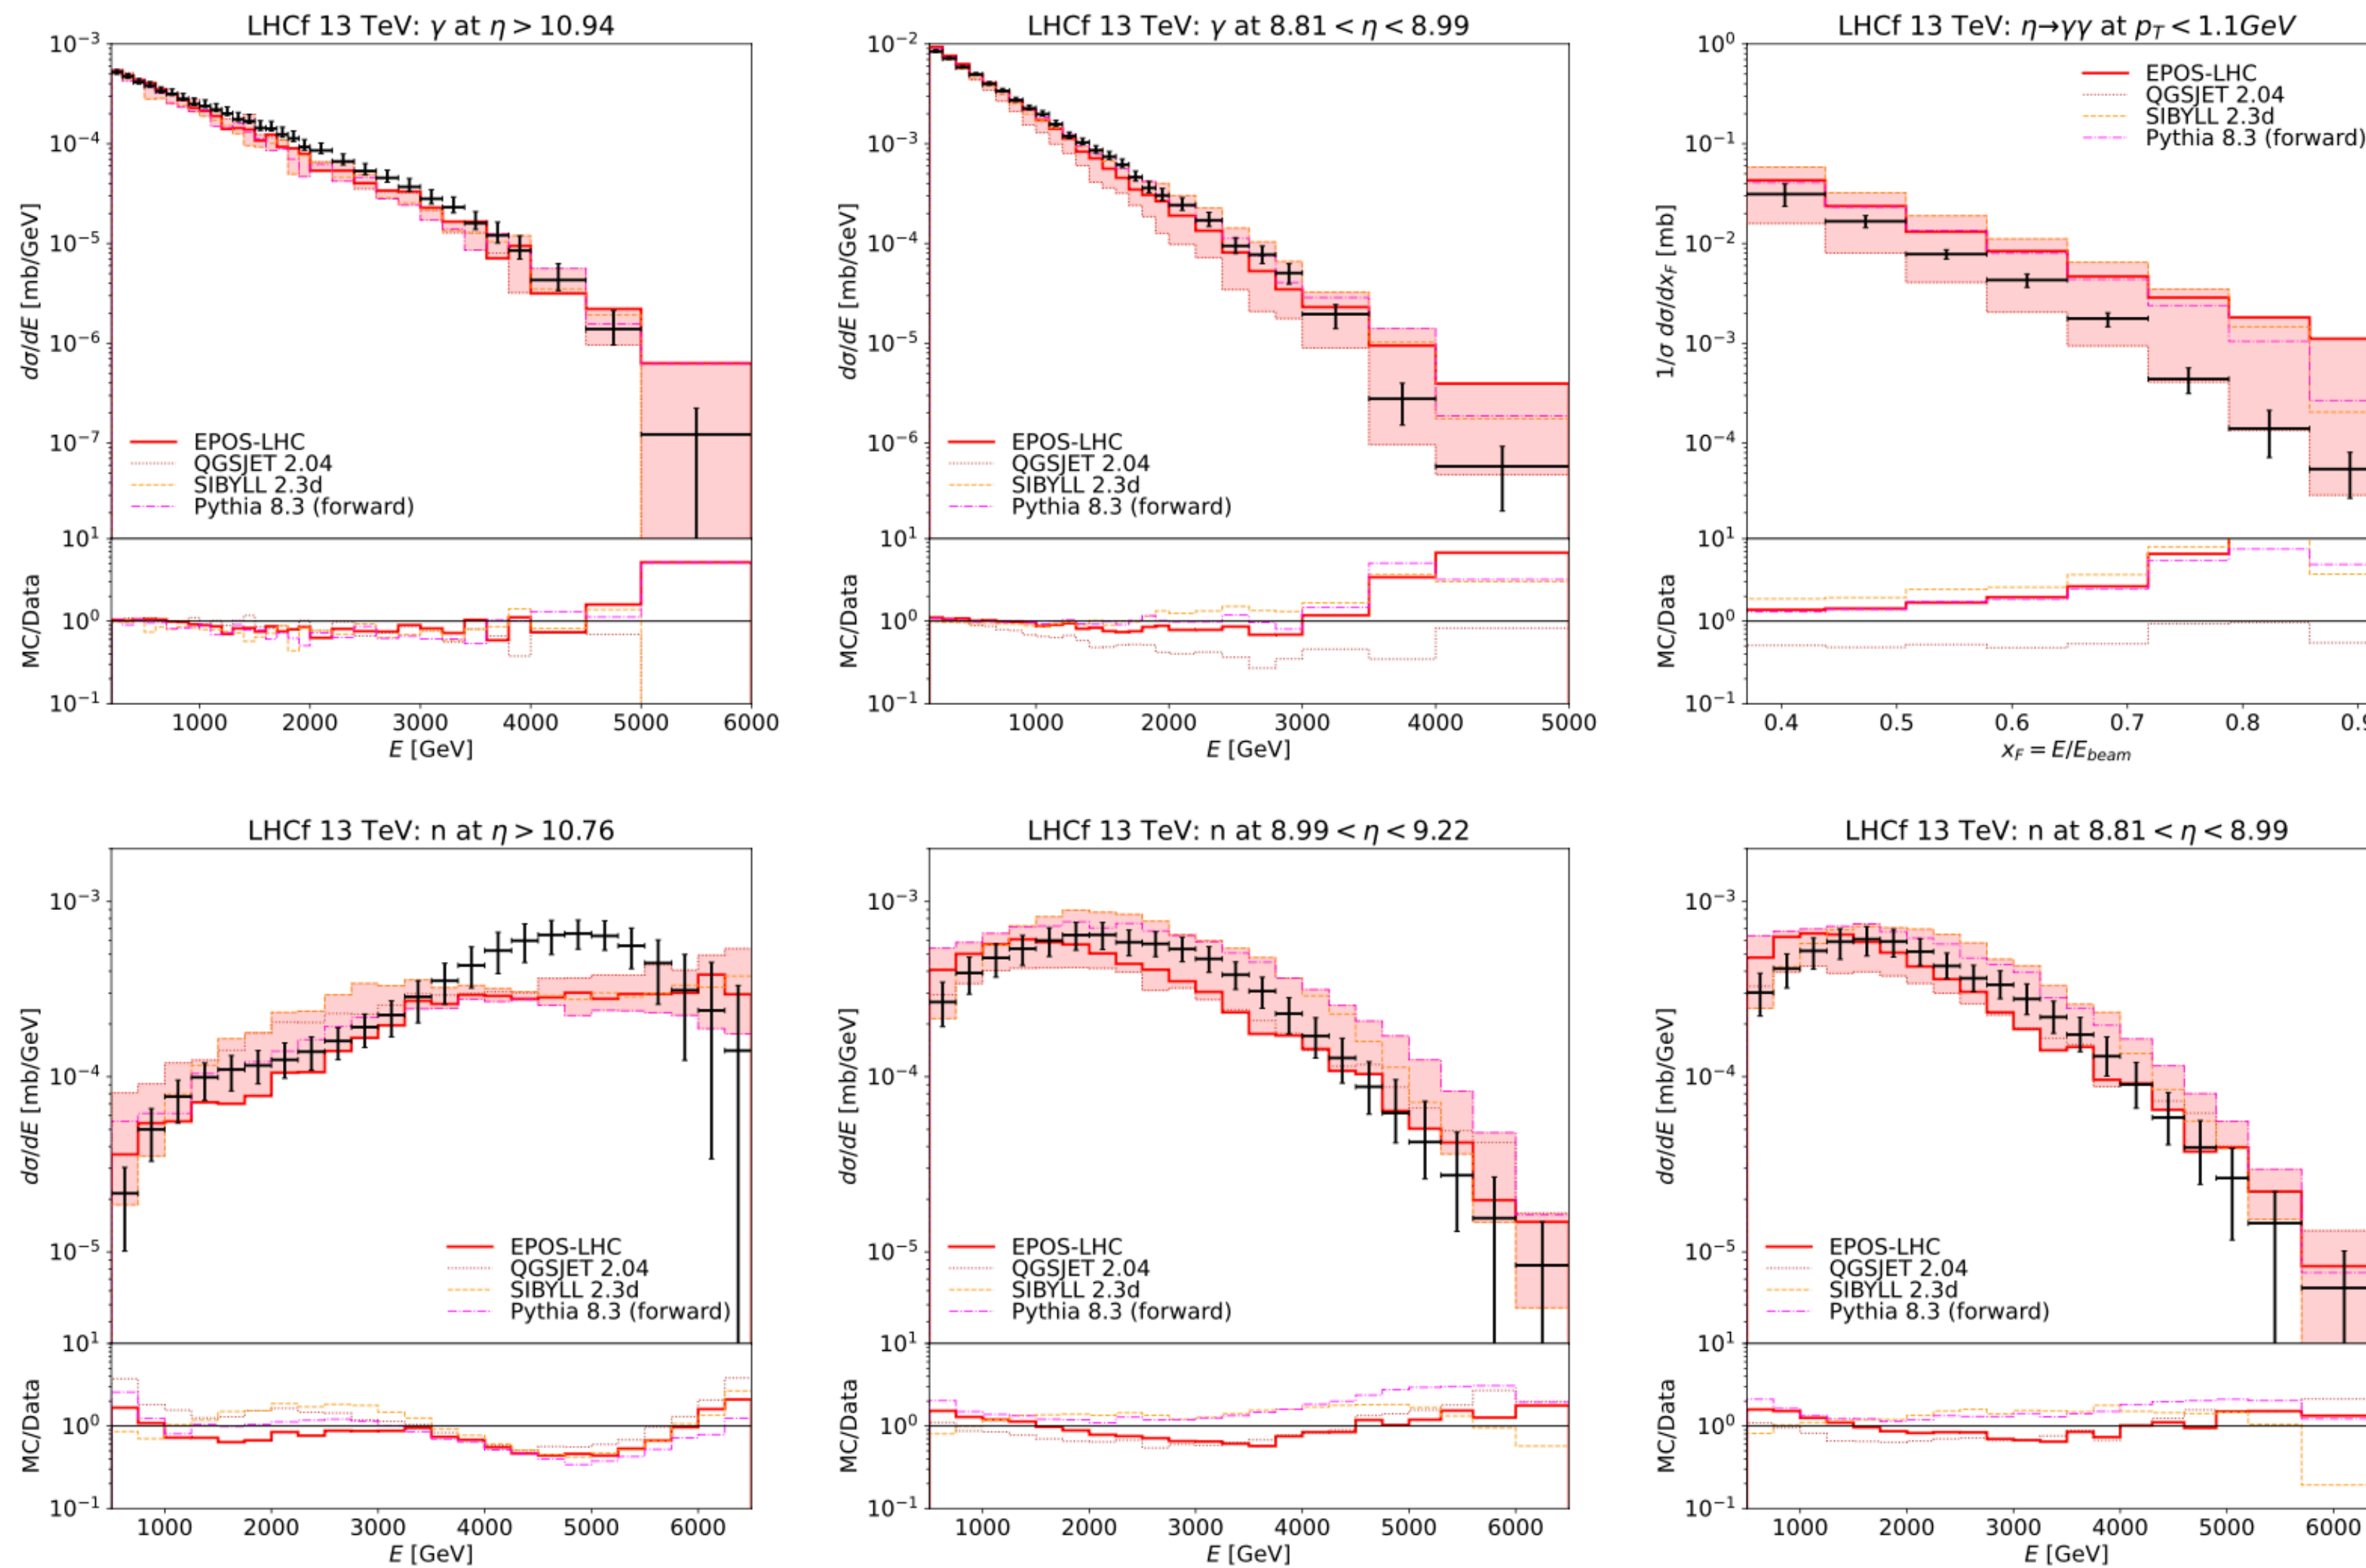 LHCf 13 TeV: γ at η > 10.94
10⁻³
10⁻⁴
10⁻⁵
10⁻⁶
10⁻⁷
dσ/dE [mb/GeV]
EPOS-LHC
QGSJET 2.04
SIBYLL 2.3d
Pythia 8.3 (forward)
10¹
10⁰
10⁻¹
MC/Data
1000 2000 3000 4000 5000 6000
E [GeV]
LHCf 13 TeV: γ at 8.81 < η < 8.99
10⁻²
10⁻³
10⁻⁴
10⁻⁵
10⁻⁶
dσ/dE [mb/GeV]
EPOS-LHC
QGSJET 2.04
SIBYLL 2.3d
Pythia 8.3 (forward)
10¹
10⁰
10⁻¹
MC/Data
1000 2000 3000 4000 5000
E [GeV]
LHCf 13 TeV: η→γγ at p_T < 1.1GeV
10⁰
10⁻¹
10⁻²
10⁻³
10⁻⁴
1/σ dσ/dx_F [mb]
EPOS-LHC
QGSJET 2.04
SIBYLL 2.3d
Pythia 8.3 (forward)
10¹
10⁰
10⁻¹
MC/Data
0.4 0.5 0.6 0.7 0.8
x_F = E/E_beam
LHCf 13 TeV: n at η > 10.76
10⁻³
10⁻⁴
10⁻⁵
dσ/dE [mb/GeV]
EPOS-LHC
QGSJET 2.04
SIBYLL 2.3d
Pythia 8.3 (forward)
10¹
10⁰
10⁻¹
MC/Data
1000 2000 3000 4000 5000 6000
E [GeV]
LHCf 13 TeV: n at 8.99 < η < 9.22
10⁻³
10⁻⁴
10⁻⁵
dσ/dE [mb/GeV]
EPOS-LHC
QGSJET 2.04
SIBYLL 2.3d
Pythia 8.3 (forward)
10¹
10⁰
10⁻¹
MC/Data
1000 2000 3000 4000 5000 6000
E [GeV]
LHCf 13 TeV: n at 8.81 < η < 8.99
10⁻³
10⁻⁴
10⁻⁵
dσ/dE [mb/GeV]
EPOS-LHC
QGSJET 2.04
SIBYLL 2.3d
Pythia 8.3 (forward)
10¹
10⁰
10⁻¹
MC/Data
1000 2000 3000 4000 5000 6000
E [GeV]